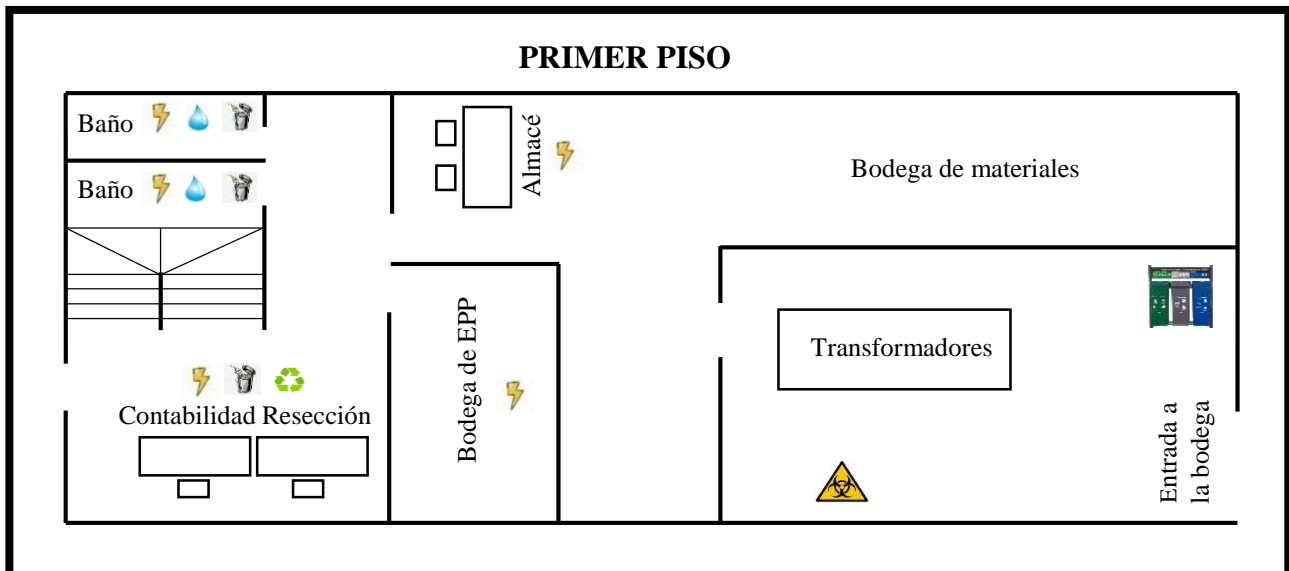 PRIMER PISO
Baño
Baño
Almacé
Bodega de materiales
Bodega de EPP
Transformadores
Contabilidad Resección
Entrada a
la bodega